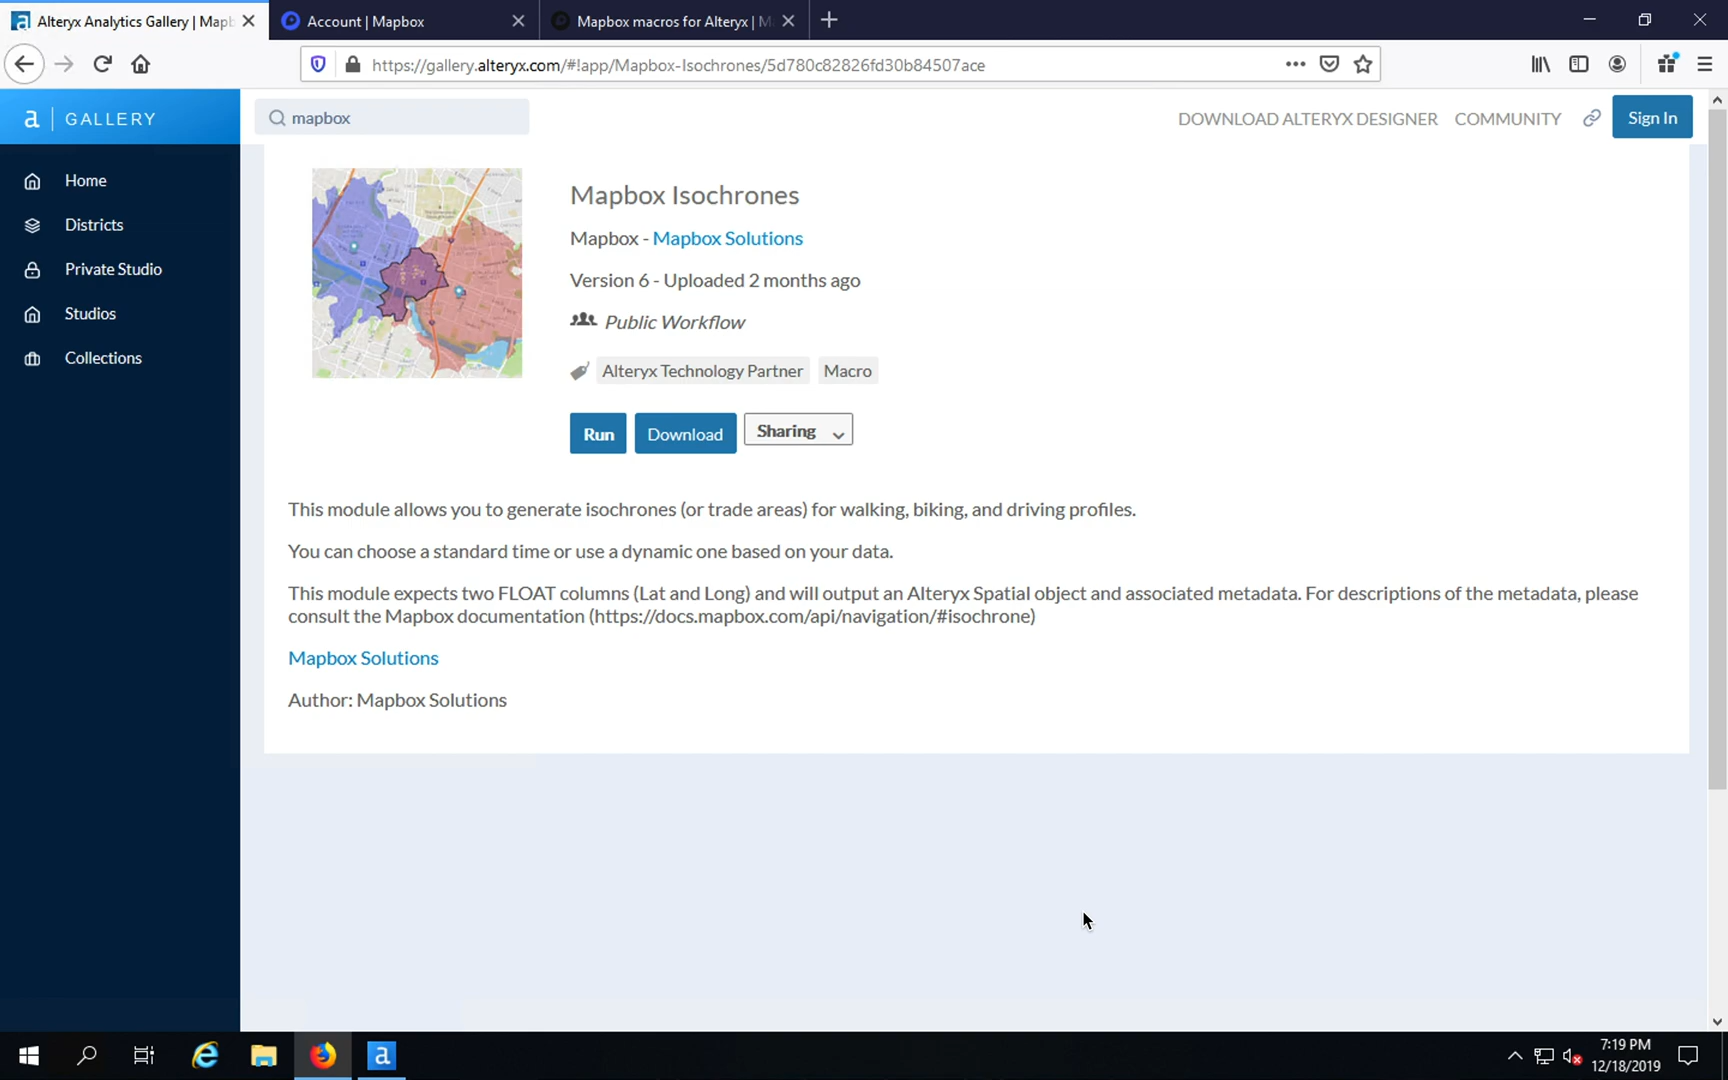 Alteryx Analytics Gallery | Mapb
Account | Mapbox
Mapbox macros for Alteryx | M
https://gallery.alteryx.com/#!app/Mapbox-Isochrones/5d780c82826fd30b84507ace
a | GALLERY
mapbox
DOWNLOAD ALTERYX DESIGNER
COMMUNITY
Sign In
Home
Districts
Private Studio
Studios
Collections
Mapbox Isochrones
Mapbox - Mapbox Solutions
Version 6 - Uploaded 2 months ago
Public Workflow
Alteryx Technology Partner
Macro
Run
Download
Sharing
This module allows you to generate isochrones (or trade areas) for walking, biking, and driving profiles.
You can choose a standard time or use a dynamic one based on your data.
This module expects two FLOAT columns (Lat and Long) and will output an Alteryx Spatial object and associated metadata. For descriptions of the metadata, please
consult the Mapbox documentation (https://docs.mapbox.com/api/navigation/#isochrone)
Mapbox Solutions
Author: Mapbox Solutions
7:19 PM
12/18/2019